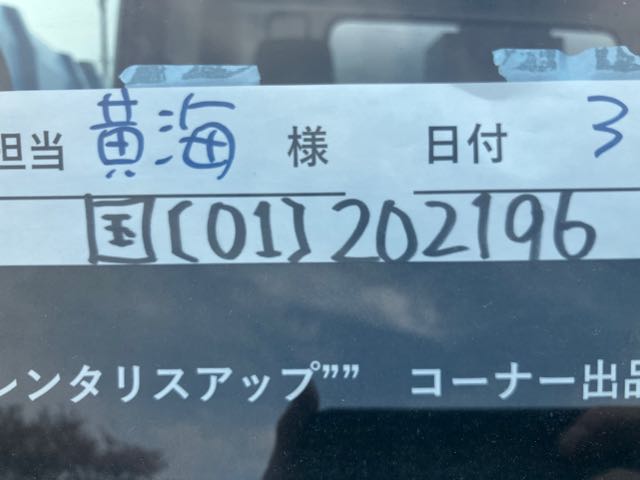 担当 黄海 様 日付 3
国[01]202196
レンタリスアップ”” コーナー出品